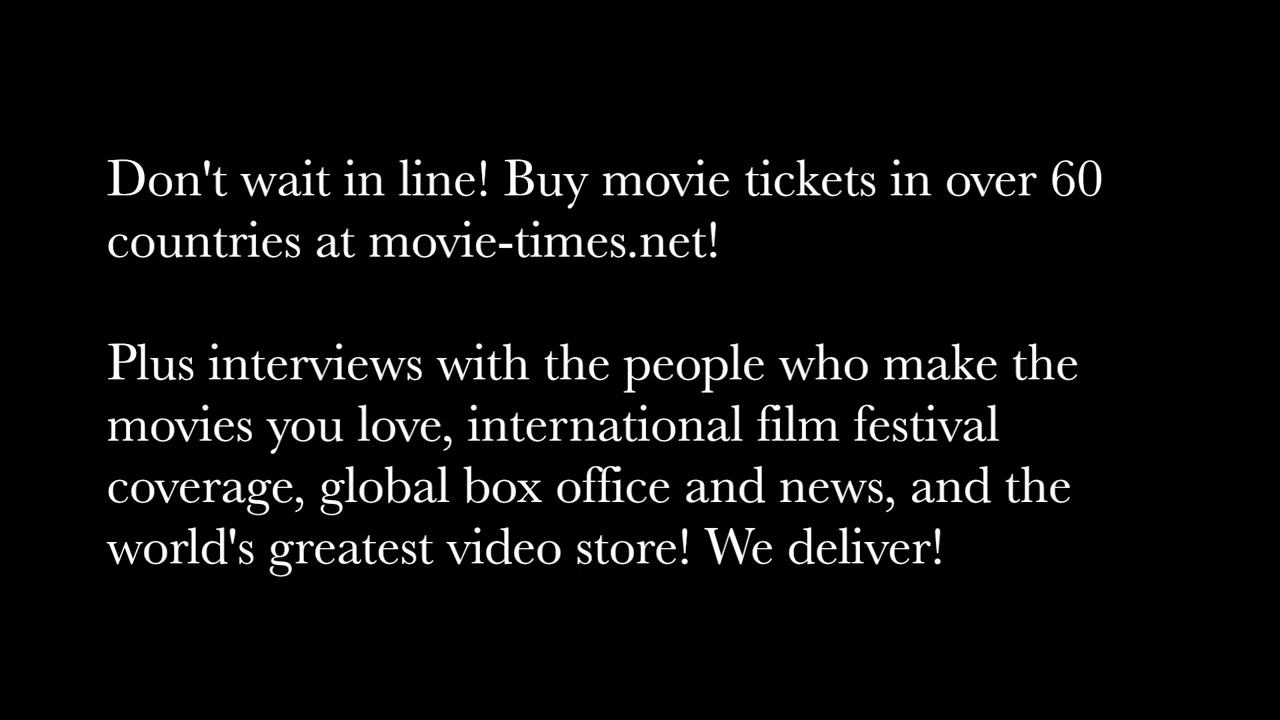 Don't wait in line! Buy movie tickets in over 60
countries at movie-times.net!
Plus interviews with the people who make the
movies you love, international film festival
coverage, global box office and news, and the
world's greatest video store! We deliver!